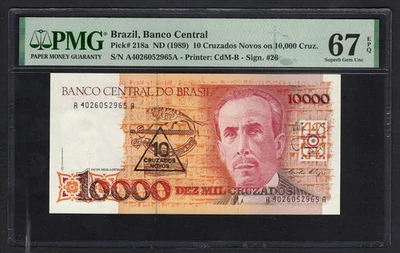 PMG
PAPER MONEY GUARANTY
Brazil, Banco Central
Pick# 218a ND (1989) 10 Cruzados Novos on 10,000 Cruz.
S/N A4026052965A - Printer: CdM-B - Sign. #26
67 EPQ
Superb Gem Unc
BANCO CENTRAL DO BRASIL
10000
A 4026052965 A
10
CRUZADOS
NOVOS
10000
DEZ MIL CRUZADOS
A 4026052965 A